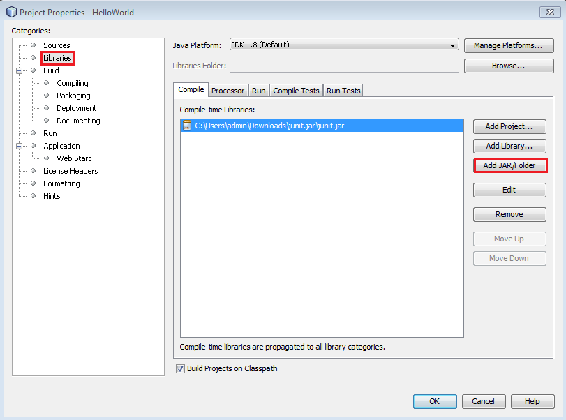 Project Properties - HelloWorld
Categories:
Sources
Libraries
Build
Compiling
Packaging
Deployment
Documenting
Run
Application
Web Start
License Headers
Formatting
Hints
Java Platform:
JDK 1.8 (Default)
Manage Platforms...
Libraries Folder:
Browse...
Compile
Processor
Run
Compile Tests
Run Tests
Compile-time Libraries:
C:\Users\admin\Downloads\junit.jar\junit.jar
Add Project...
Add Library...
Add JAR/Folder
Edit
Remove
Move Up
Move Down
Compile-time libraries are propagated to all library categories.
Build Projects on Classpath
OK
Cancel
Help